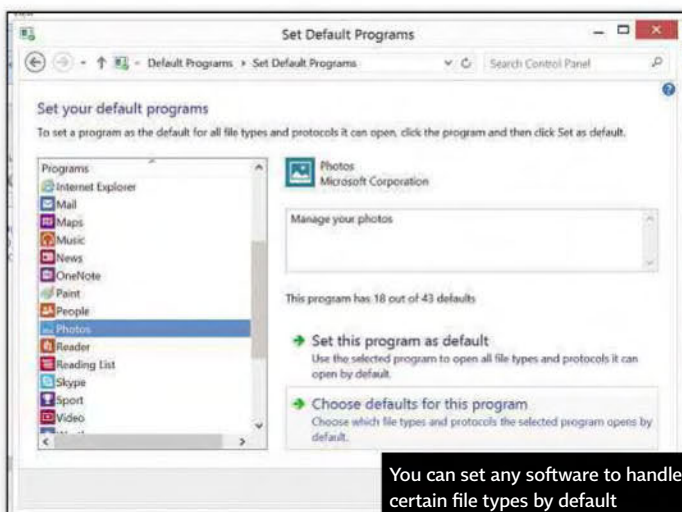 Set Default Programs
Default Programs › Set Default Programs
Search Control Panel
Set your default programs
To set a program as the default for all file types and protocols it can open, click the program and then click Set as default.
Programs
Internet Explorer
Mail
Maps
Music
News
OneNote
Paint
People
Photos
Reader
Reading List
Skype
Sport
Video
Photos
Microsoft Corporation
Manage your photos
This program has 18 out of 43 defaults
Set this program as default
Use the selected program to open all file types and protocols it can
open by default.
Choose defaults for this program
Choose which file types and protocols the selected program opens by
default.
You can set any software to handle
certain file types by default